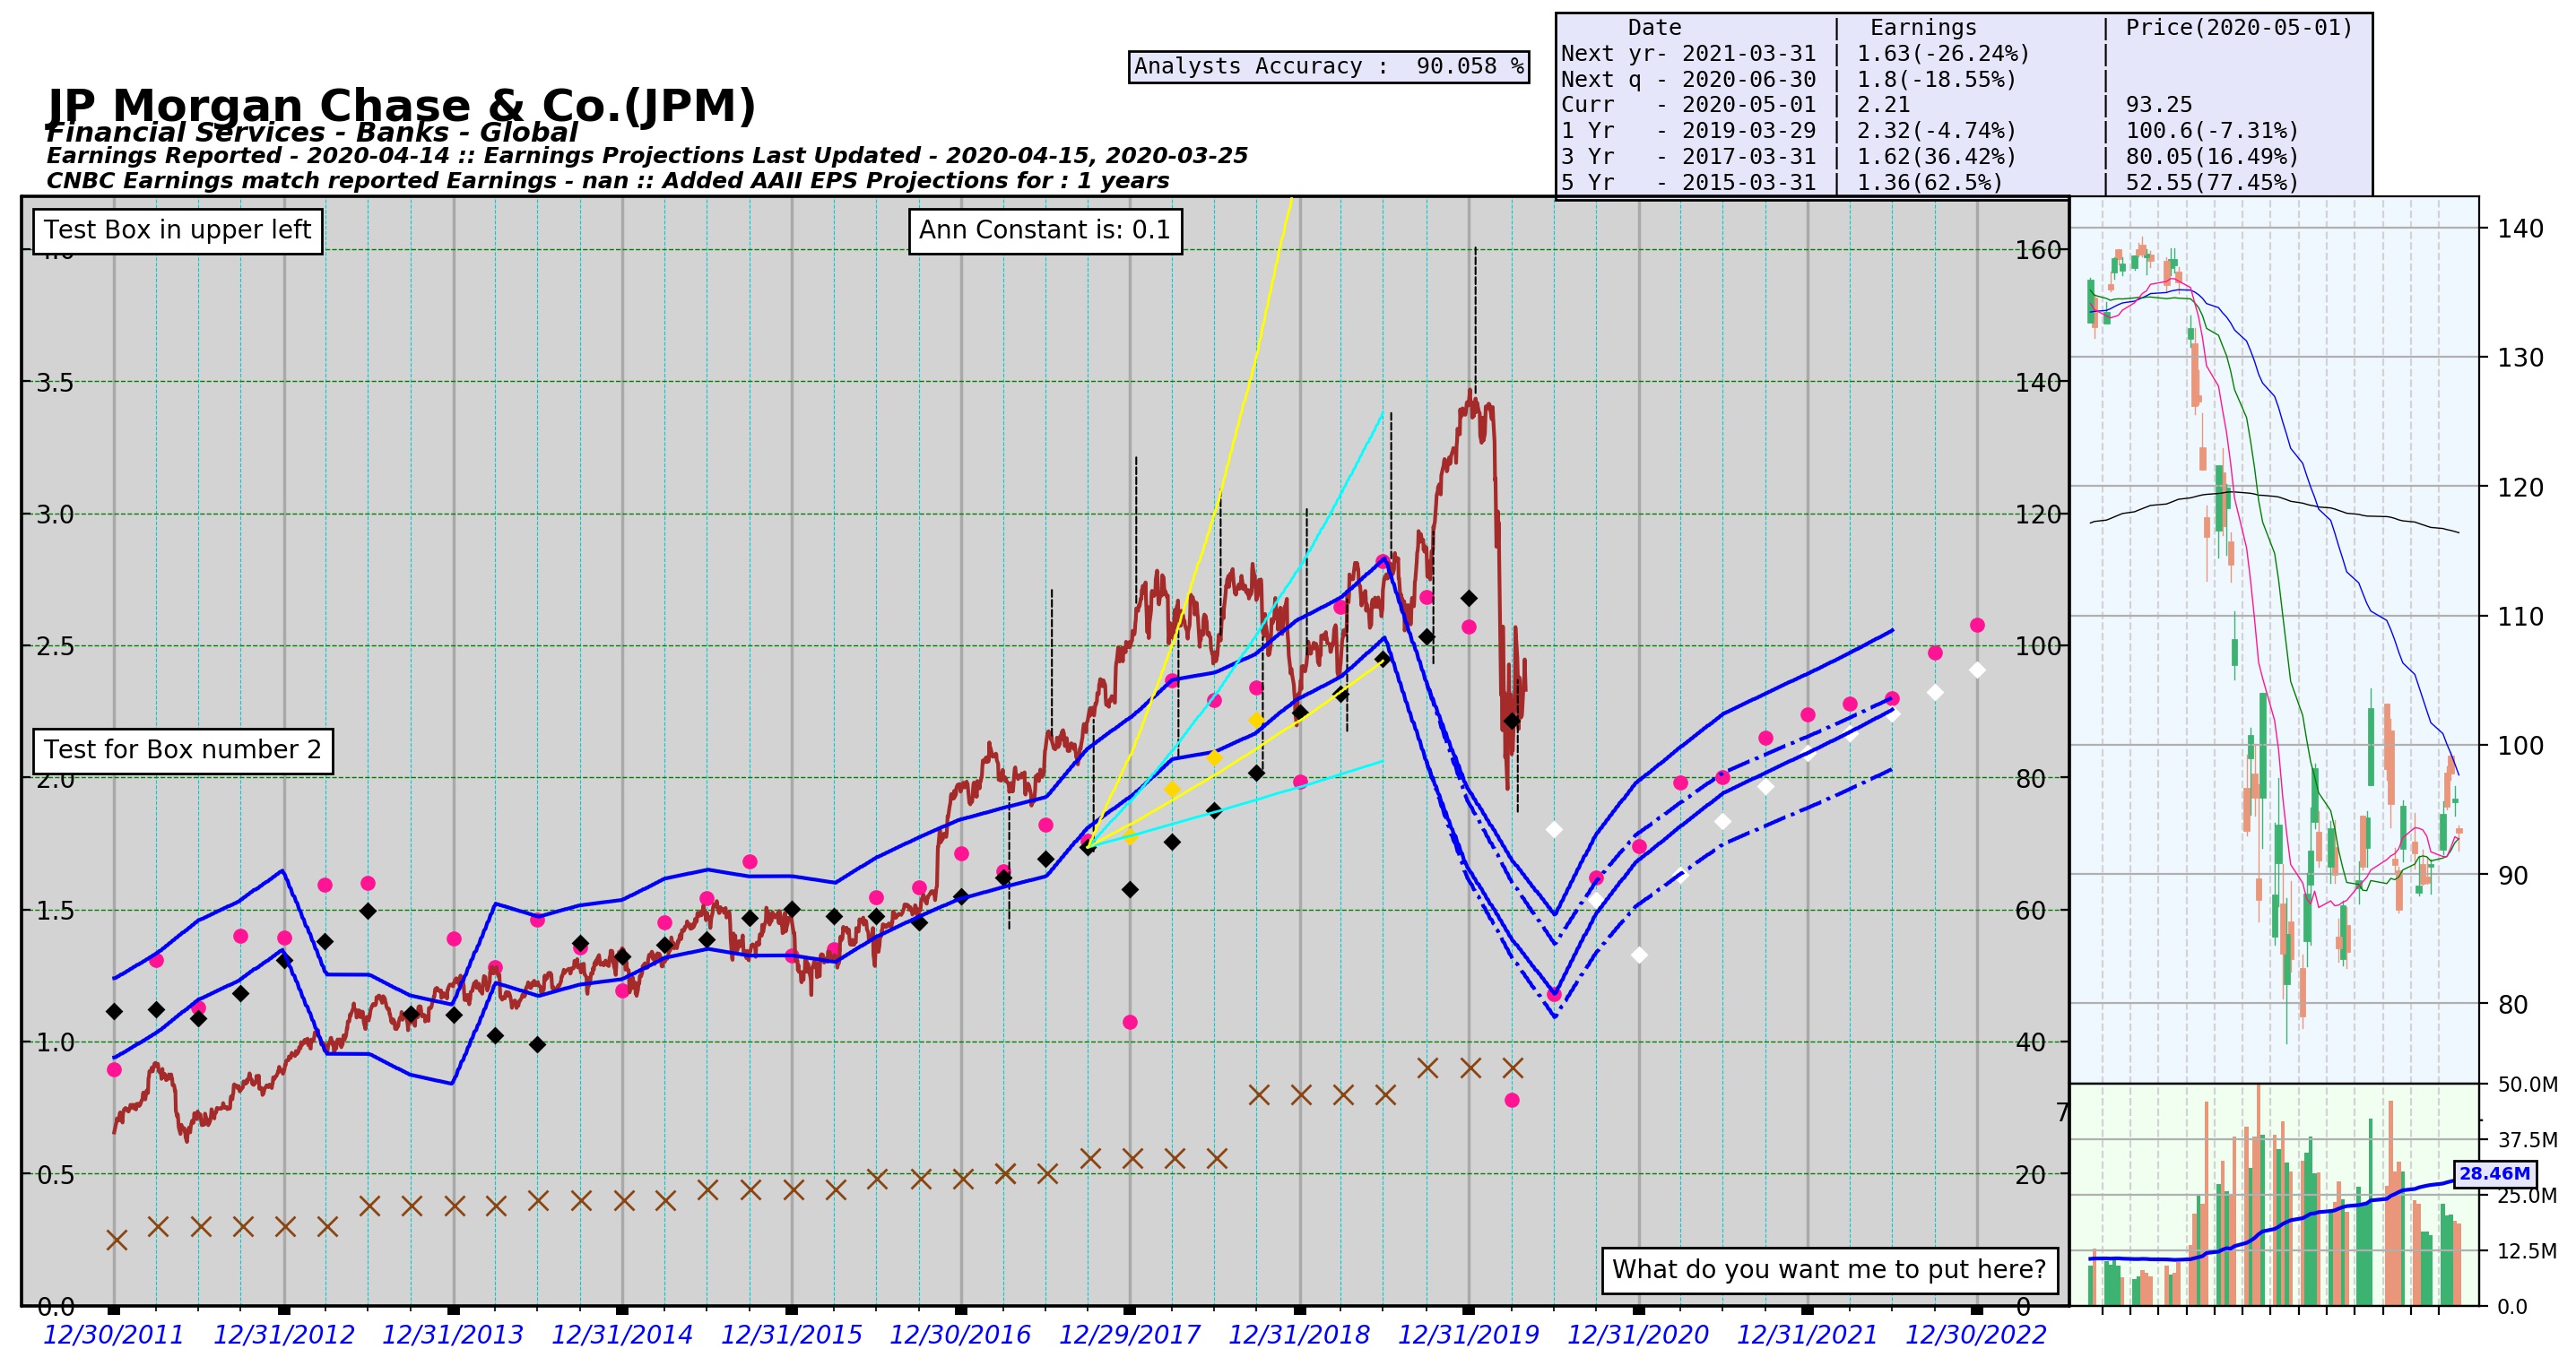 Date | Earnings | Price(2020-05-01)
Next yr- 2021-03-31 | 1.63(-26.24%) |
Next q - 2020-06-30 | 1.8(-18.55%) |
Curr - 2020-05-01 | 2.21 | 93.25
1 Yr - 2019-03-29 | 2.32(-4.74%) | 100.6(-7.31%)
3 Yr - 2017-03-31 | 1.62(36.42%) | 80.05(16.49%)
5 Yr - 2015-03-31 | 1.36(62.5%) | 52.55(77.45%)
Analysts Accuracy : 90.058 %
JP Morgan Chase & Co.(JPM)
Financial Services - Banks - Global
Earnings Reported - 2020-04-14 :: Earnings Projections Last Updated - 2020-04-15, 2020-03-25
CNBC Earnings match reported Earnings - nan :: Added AAII EPS Projections for : 1 years
Test Box in upper left
Ann Constant is: 0.1
Test for Box number 2
What do you want me to put here?
3.5
3.0
2.5
2.0
1.5
1.0
0.5
0.0
160
140
120
100
80
60
40
20
0
7
140
130
120
110
100
90
80
50.0M
37.5M
28.46M
25.0M
12.5M
0.0
12/30/2011 12/31/2012 12/31/2013 12/31/2014 12/31/2015 12/30/2016 12/29/2017 12/31/2018 12/31/2019 12/31/2020 12/31/2021 12/30/2022